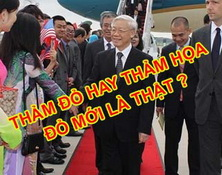 THẢM ĐỎ HAY THẢM HỌA
ĐỎ MỚI LÀ THẬT ?